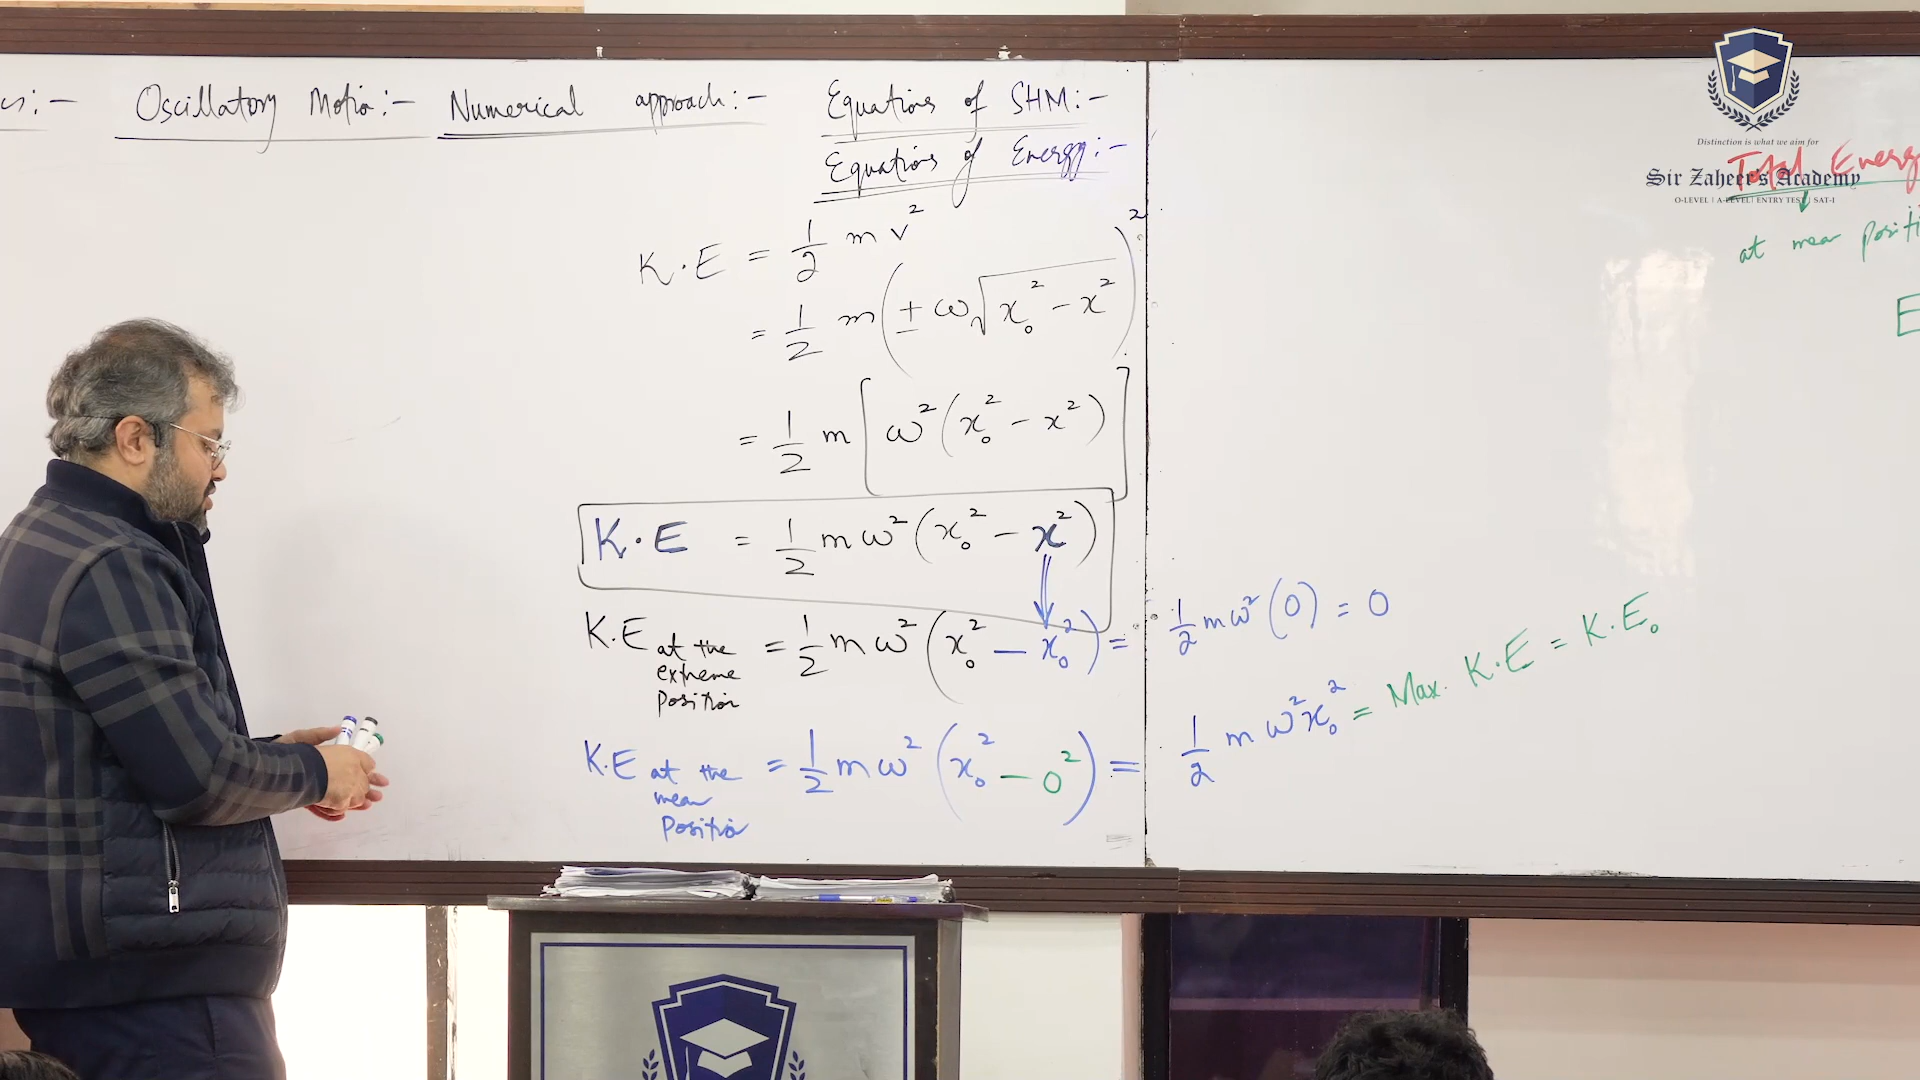 Oscillatory Motion:- Numerical approach:- Equations of SHM:-
Equations of Energy:-
K.E = 1/2 m v²
= 1/2 m (± ω√(x₀² - x²))²
= 1/2 m [ω² (x₀² - x²)]
K.E = 1/2 m ω² (x₀² - x²)
K.E at the extreme position = 1/2 m ω² (x₀² - x₀²) = 1/2 m ω² (0) = 0
K.E at the mean position = 1/2 m ω² (x₀² - 0²) = 1/2 m ω² x₀² = Max. K.E = K.E₀
Distinction is what we aim for
Sir Zaheer's Academy
O-LEVEL | A-LEVEL | ENTRY TEST | SAT-I
Total Energ
at mean positi
E